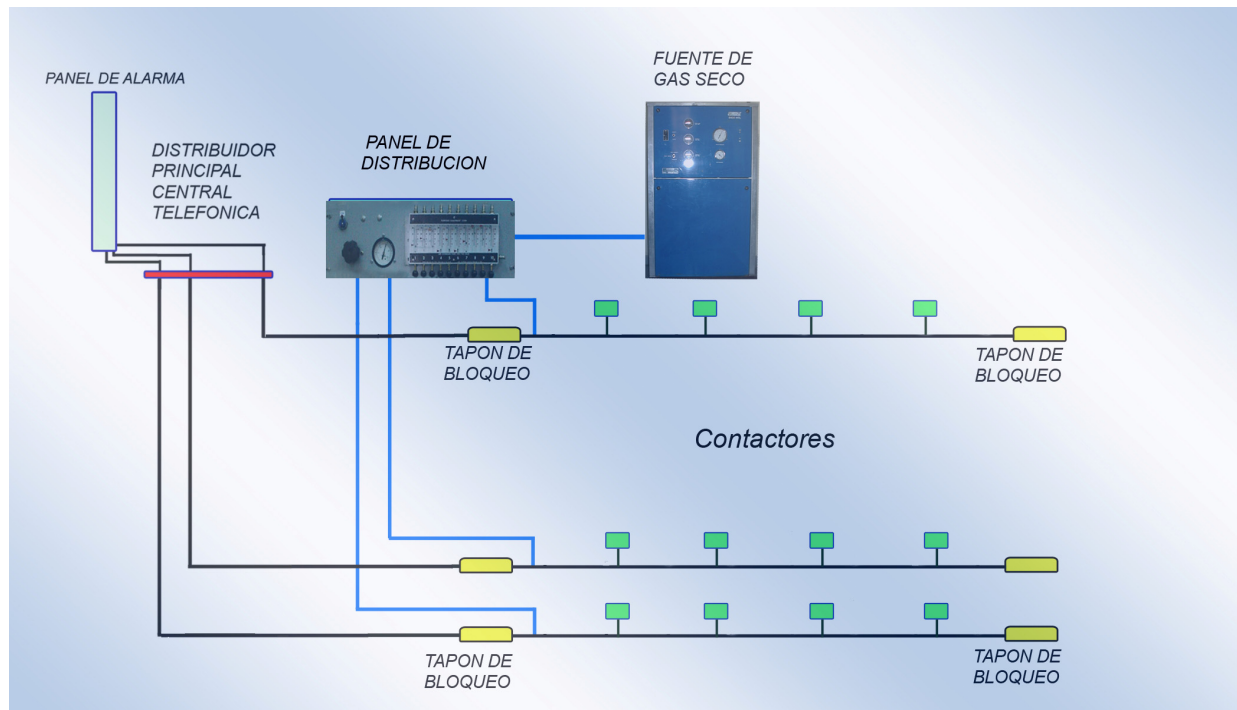 FUENTE DE
GAS SECO
PANEL DE ALARMA
PANEL DE
DISTRIBUCION
DISTRIBUIDOR
PRINCIPAL
CENTRAL
TELEFONICA
TAPON DE
BLOQUEO
TAPON DE
BLOQUEO
Contactores
TAPON DE
BLOQUEO
TAPON DE
BLOQUEO